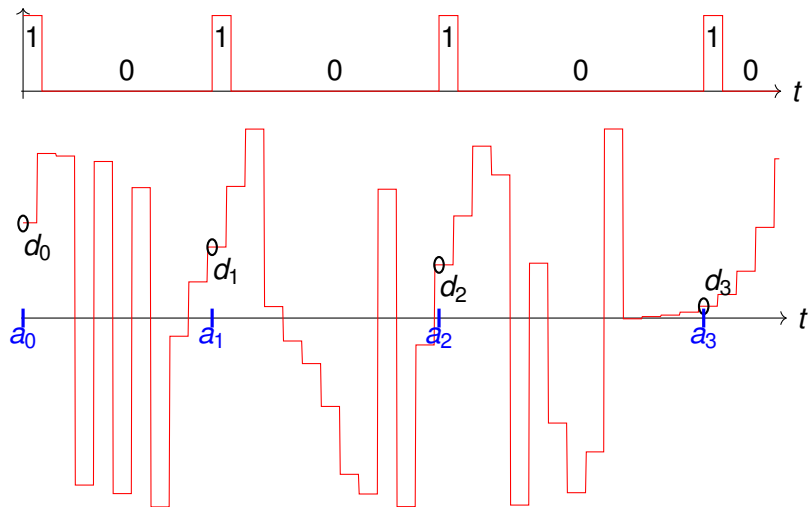 1 1 1 1
0 0 0 0
t
d₀ d₁ d₂ d₃
t
a₀ a₁ a₂ a₃